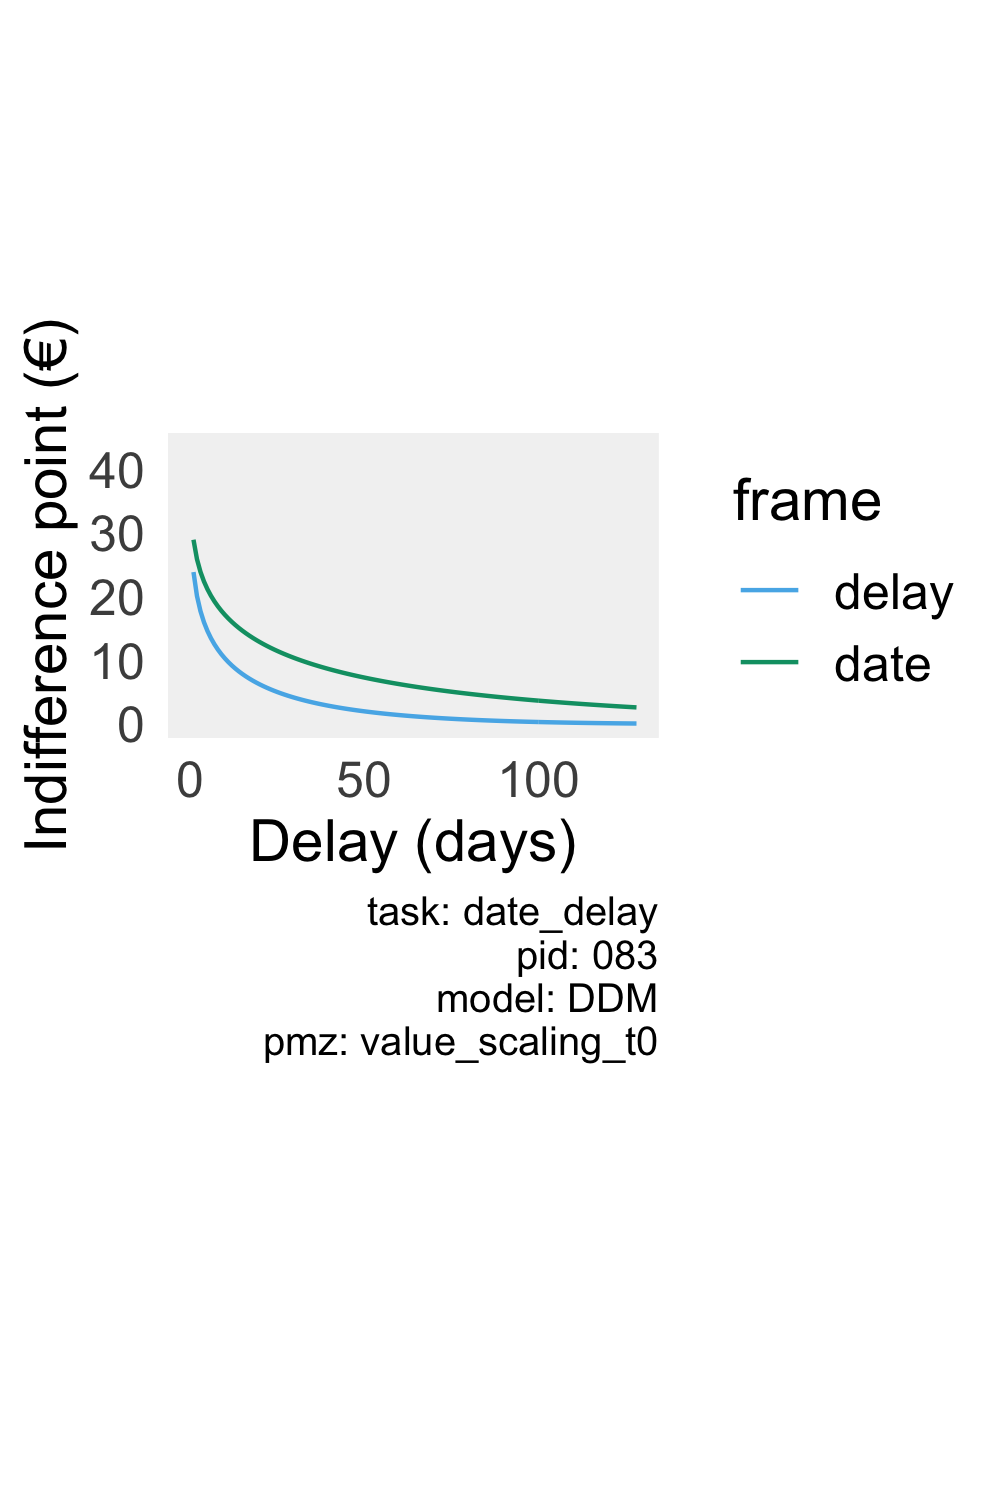 Indifference point (€)
40
30
20
10
0
0 50 100
Delay (days)
frame
delay
date
task: date_delay
pid: 083
model: DDM
pmz: value_scaling_t0